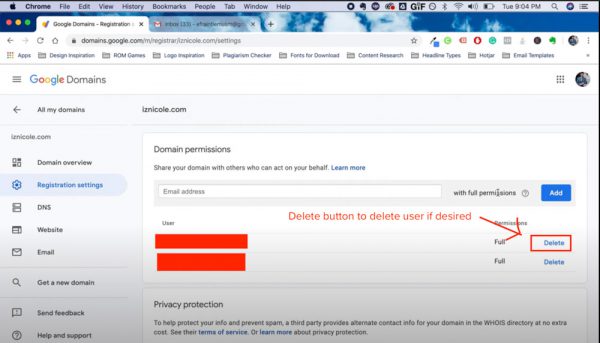 Chrome File Edit View History Bookmarks People Tab Window Help
GIF
Tue 9:04 PM
Google Domains - Registration s
Inbox (33) -
domains.google.com/m/registrar/iznicole.com/settings
Apps Design Inspiration ROM Games Logo Inspiration Plagiarism Checker Fonts for Download Content Research Headline Types Hotjar Email Templates
Google Domains
All my domains
iznicole.com
iznicole.com
Domain overview
Registration settings
DNS
Website
Email
Get a new domain
Send feedback
Help and support
Domain permissions
Share your domain with others who can act on your behalf. Learn more
Email address
with full permissions
Add
Delete button to delete user if desired
User
Permissions
Full
Delete
Full
Delete
Privacy protection
To help protect your info and prevent spam, a third party provides alternate contact info for your domain in the WHOIS directory at no extra
cost. See their terms of service. Or learn more about privacy protection.